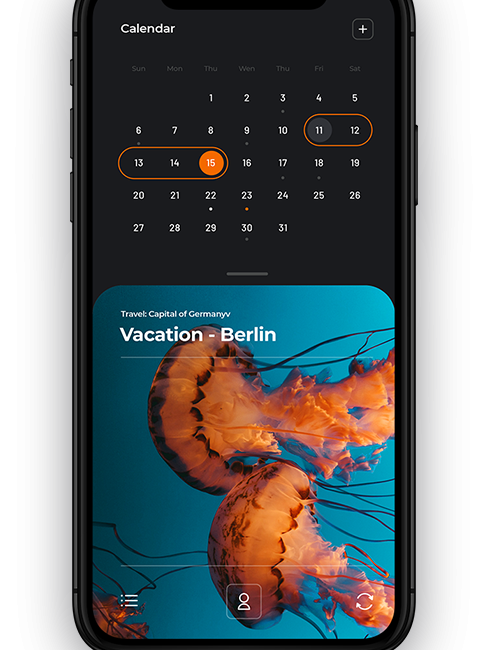 Calendar
+
Sun Mon Thu Wen Thu Fri Sat
1 2 3 4 5
6 7 8 9 10 11 12
13 14 15 16 17 18 19
20 21 22 23 24 25 26
27 28 29 30 31
Travel: Capital of Germanyv
Vacation - Berlin